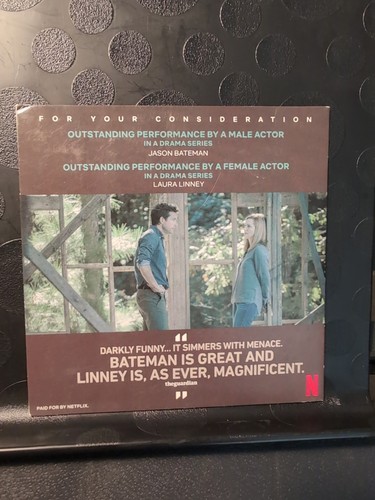 FOR YOUR CONSIDERATION
OUTSTANDING PERFORMANCE BY A MALE ACTOR
IN A DRAMA SERIES
JASON BATEMAN
OUTSTANDING PERFORMANCE BY A FEMALE ACTOR
IN A DRAMA SERIES
LAURA LINNEY
“
DARKLY FUNNY... IT SIMMERS WITH MENACE.
BATEMAN IS GREAT AND
LINNEY IS, AS EVER, MAGNIFICENT.
theguardian
”
N
PAID FOR BY NETFLIX.